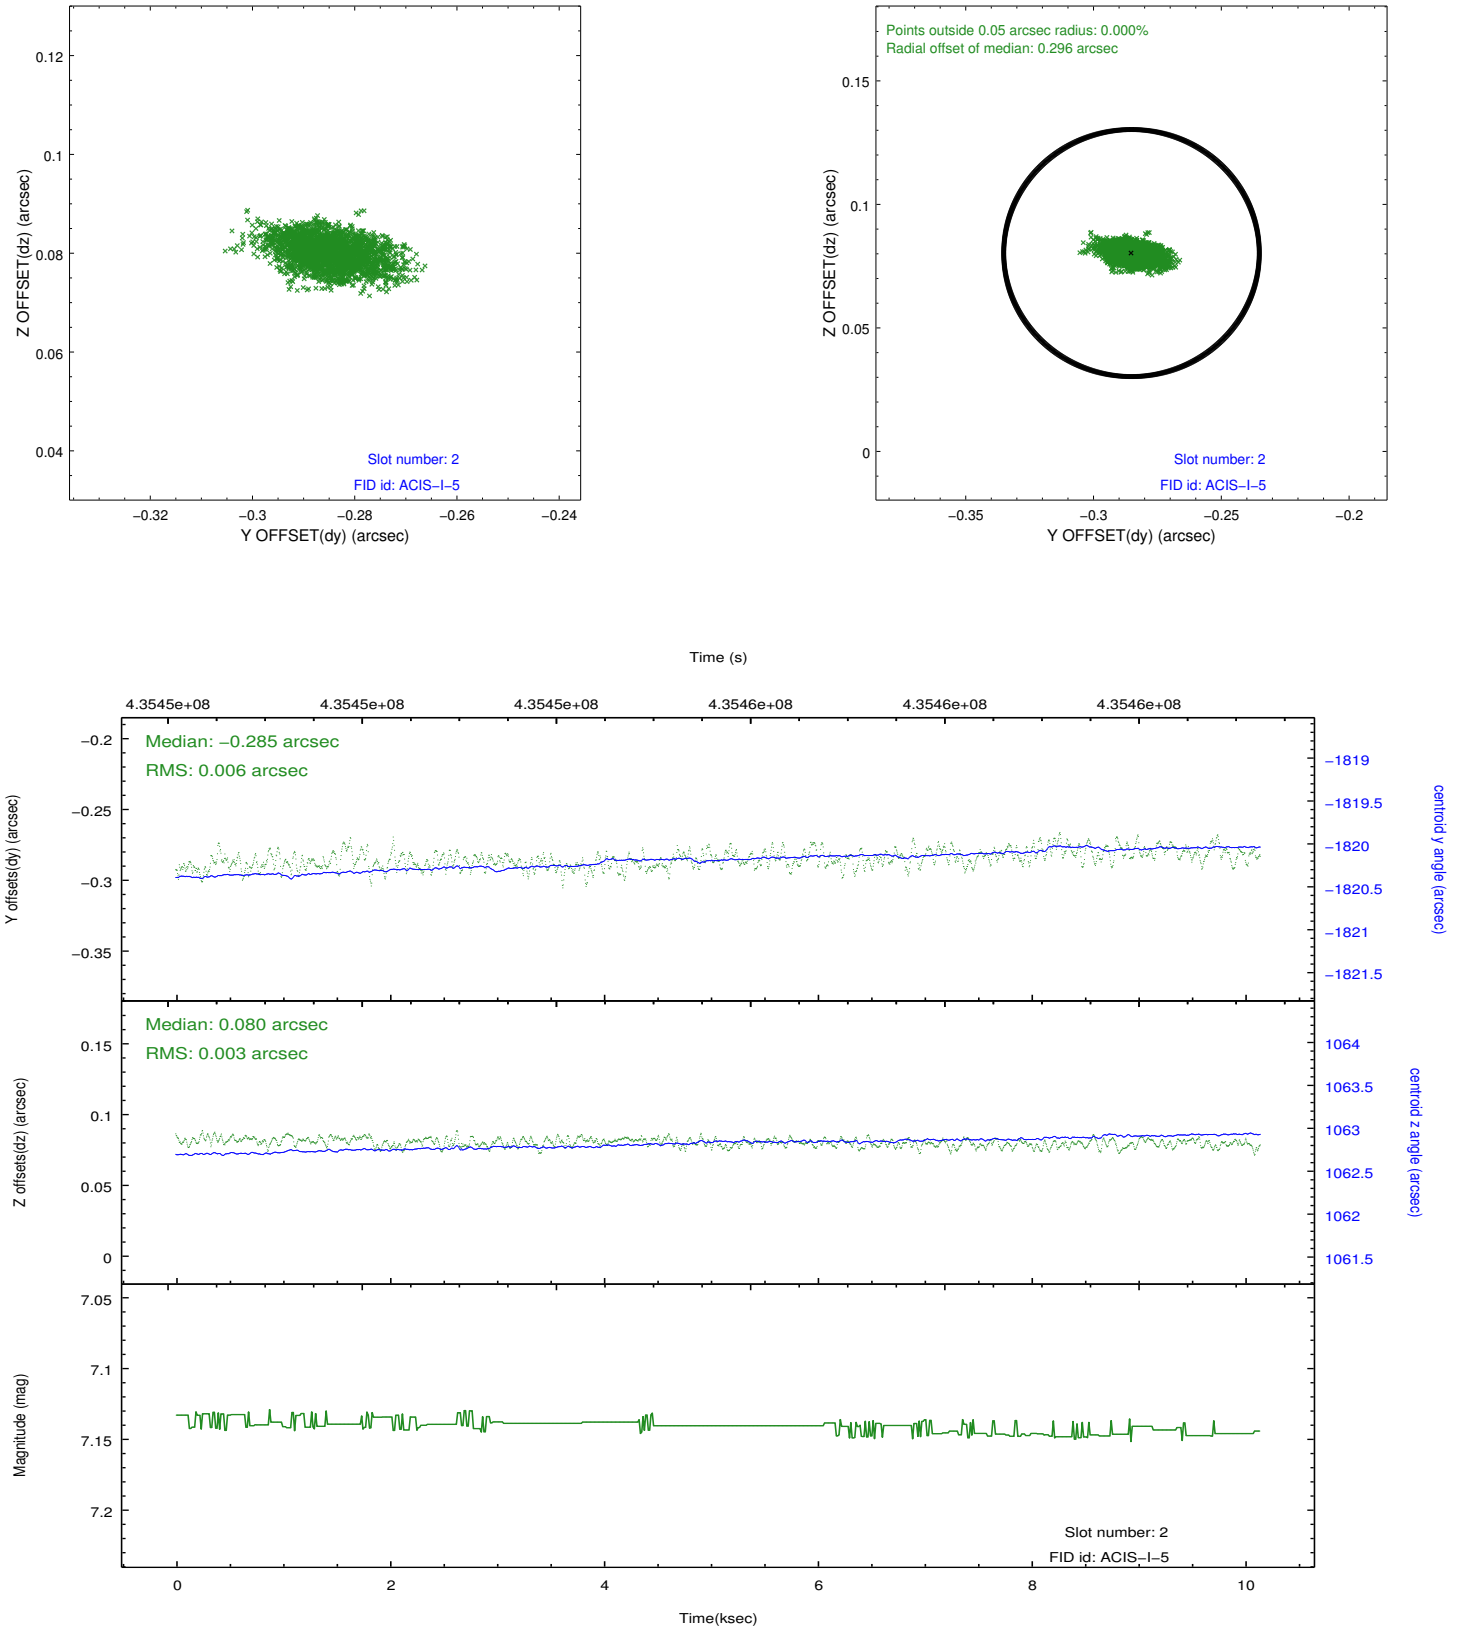 0.12
0.1
0.08
0.06
0.04
Z OFFSET(dz) (arcsec)
Slot number: 2
FID id: ACIS−I−5
−0.32 −0.3 −0.28 −0.26 −0.24
Y OFFSET(dy) (arcsec)
Points outside 0.05 arcsec radius: 0.000%
Radial offset of median: 0.296 arcsec
0.15
0.1
0.05
0
Z OFFSET(dz) (arcsec)
Slot number: 2
FID id: ACIS−I−5
−0.35 −0.3 −0.25 −0.2
Y OFFSET(dy) (arcsec)
Time (s)
4.3545e+08 4.3545e+08 4.3545e+08 4.3546e+08 4.3546e+08 4.3546e+08
Median: −0.285 arcsec
RMS: 0.006 arcsec
−0.2
−0.25
−0.3
−0.35
Y offsets(dy) (arcsec)
−1819
−1819.5
−1820
−1820.5
−1821
−1821.5
centroid y angle (arcsec)
Median: 0.080 arcsec
RMS: 0.003 arcsec
0.15
0.1
0.05
0
Z offsets(dz) (arcsec)
1064
1063.5
1063
1062.5
1062
1061.5
centroid z angle (arcsec)
7.05
7.1
7.15
7.2
Magnitude (mag)
Slot number: 2
FID id: ACIS−I−5
0 2 4 6 8 10
Time(ksec)